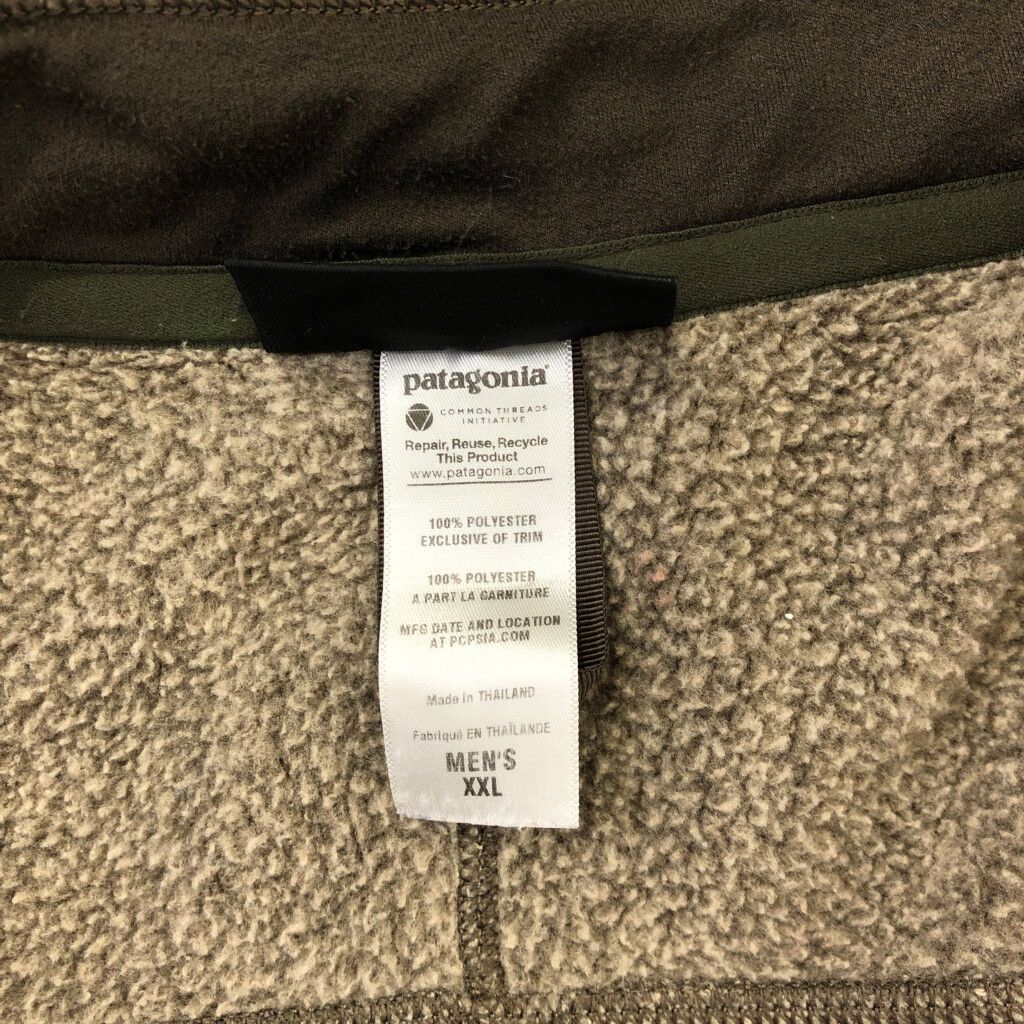 patagonia®
COMMON THREADS
INITIATIVE
Repair, Reuse, Recycle
This Product
www.patagonia.com
100% POLYESTER
EXCLUSIVE OF TRIM
100% POLYESTER
A PART LA GARNITURE
MFG DATE AND LOCATION
AT PCPSIA.COM
Made in THAILAND
Fabriqué EN THAÏLANDE
MEN'S
XXL